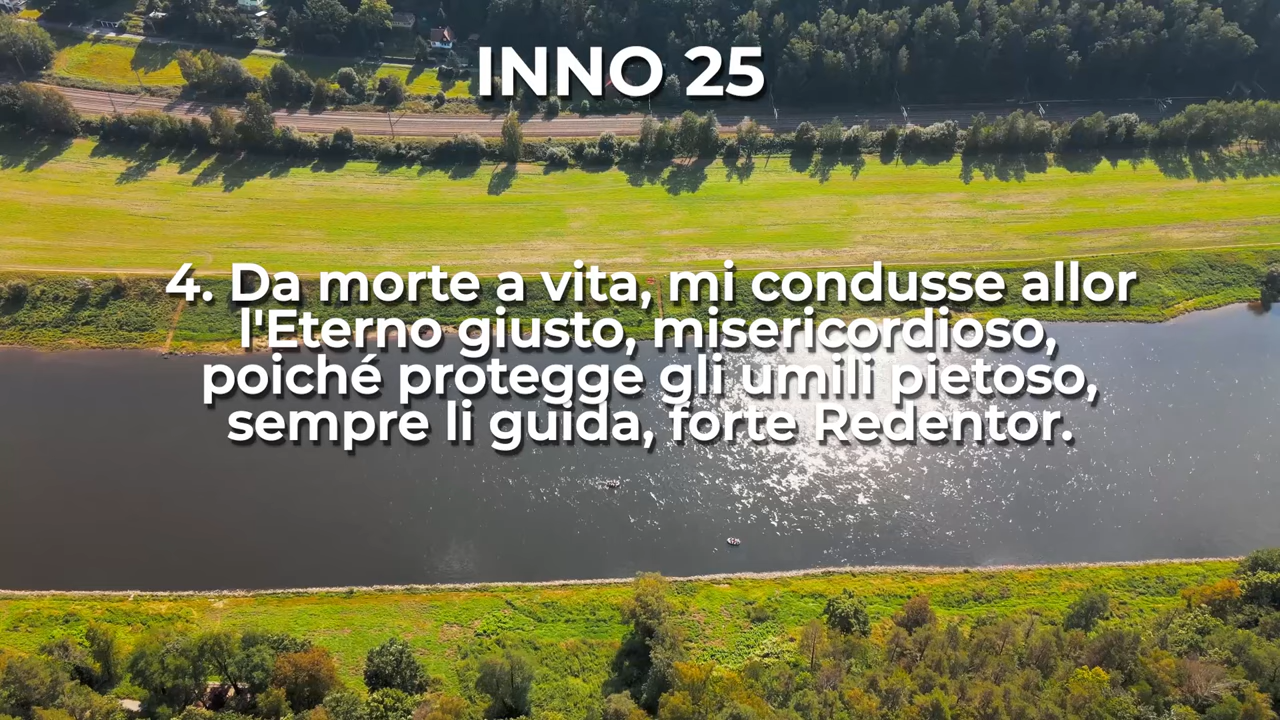 INNO 25
4. Da morte a vita, mi condusse allor
l'Eterno giusto, misericordioso,
poiché protegge gli umili pietoso,
sempre li guida, forte Redentor.